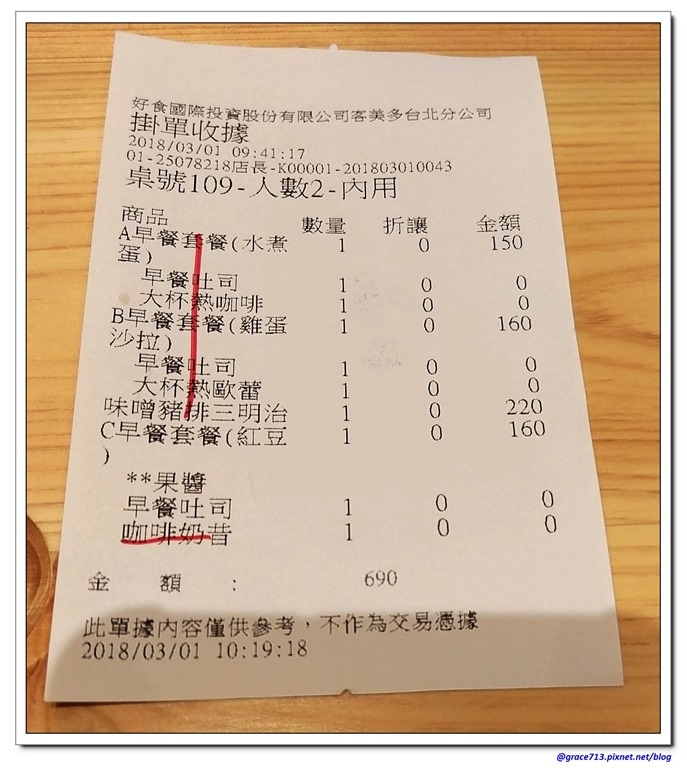 好食國際投資股份有限公司客美多台北分公司
掛單收據
2018/03/01 09:41:17
01-25078218店長-K00001-201803010043
桌號109-人數2-內用
商品 數量 折讓 金額
A早餐套餐(水煮 1 0 150
蛋)
早餐吐司 1 0 0
大杯熱咖啡 1 0 0
B早餐套餐(雞蛋 1 0 160
沙拉)
早餐吐司 1 0 0
大杯熱歐蕾 1 0 0
味噌豬排三明治 1 0 220
C早餐套餐(紅豆 1 0 160
)
**果醬
早餐吐司 1 0 0
咖啡奶昔 1 0 0
金 額 : 690
此單據內容僅供參考，不作為交易憑據
2018/03/01 10:19:18
@grace713.pixnet.net/blog